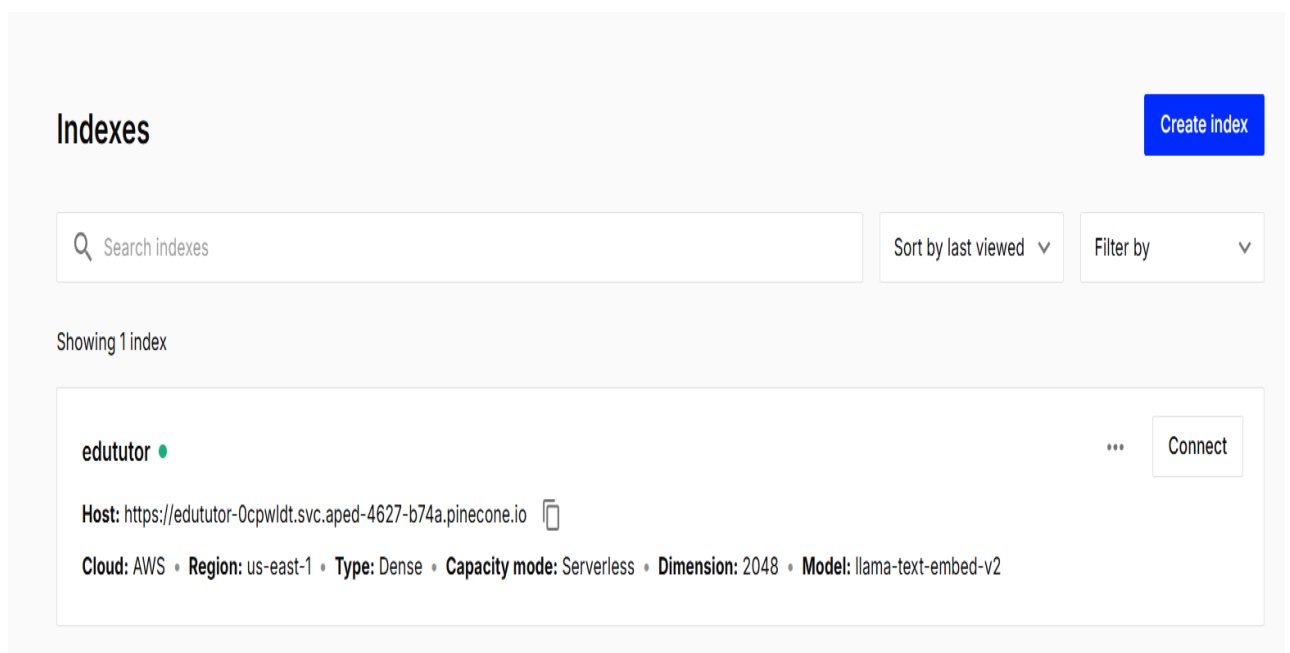 Indexes
Create index
Search indexes
Sort by last viewed
Filter by
Showing 1 index
edututor
Connect
Host: https://edututor-0cpwldt.svc.aped-4627-b74a.pinecone.io
Cloud: AWS • Region: us-east-1 • Type: Dense • Capacity mode: Serverless • Dimension: 2048 • Model: llama-text-embed-v2